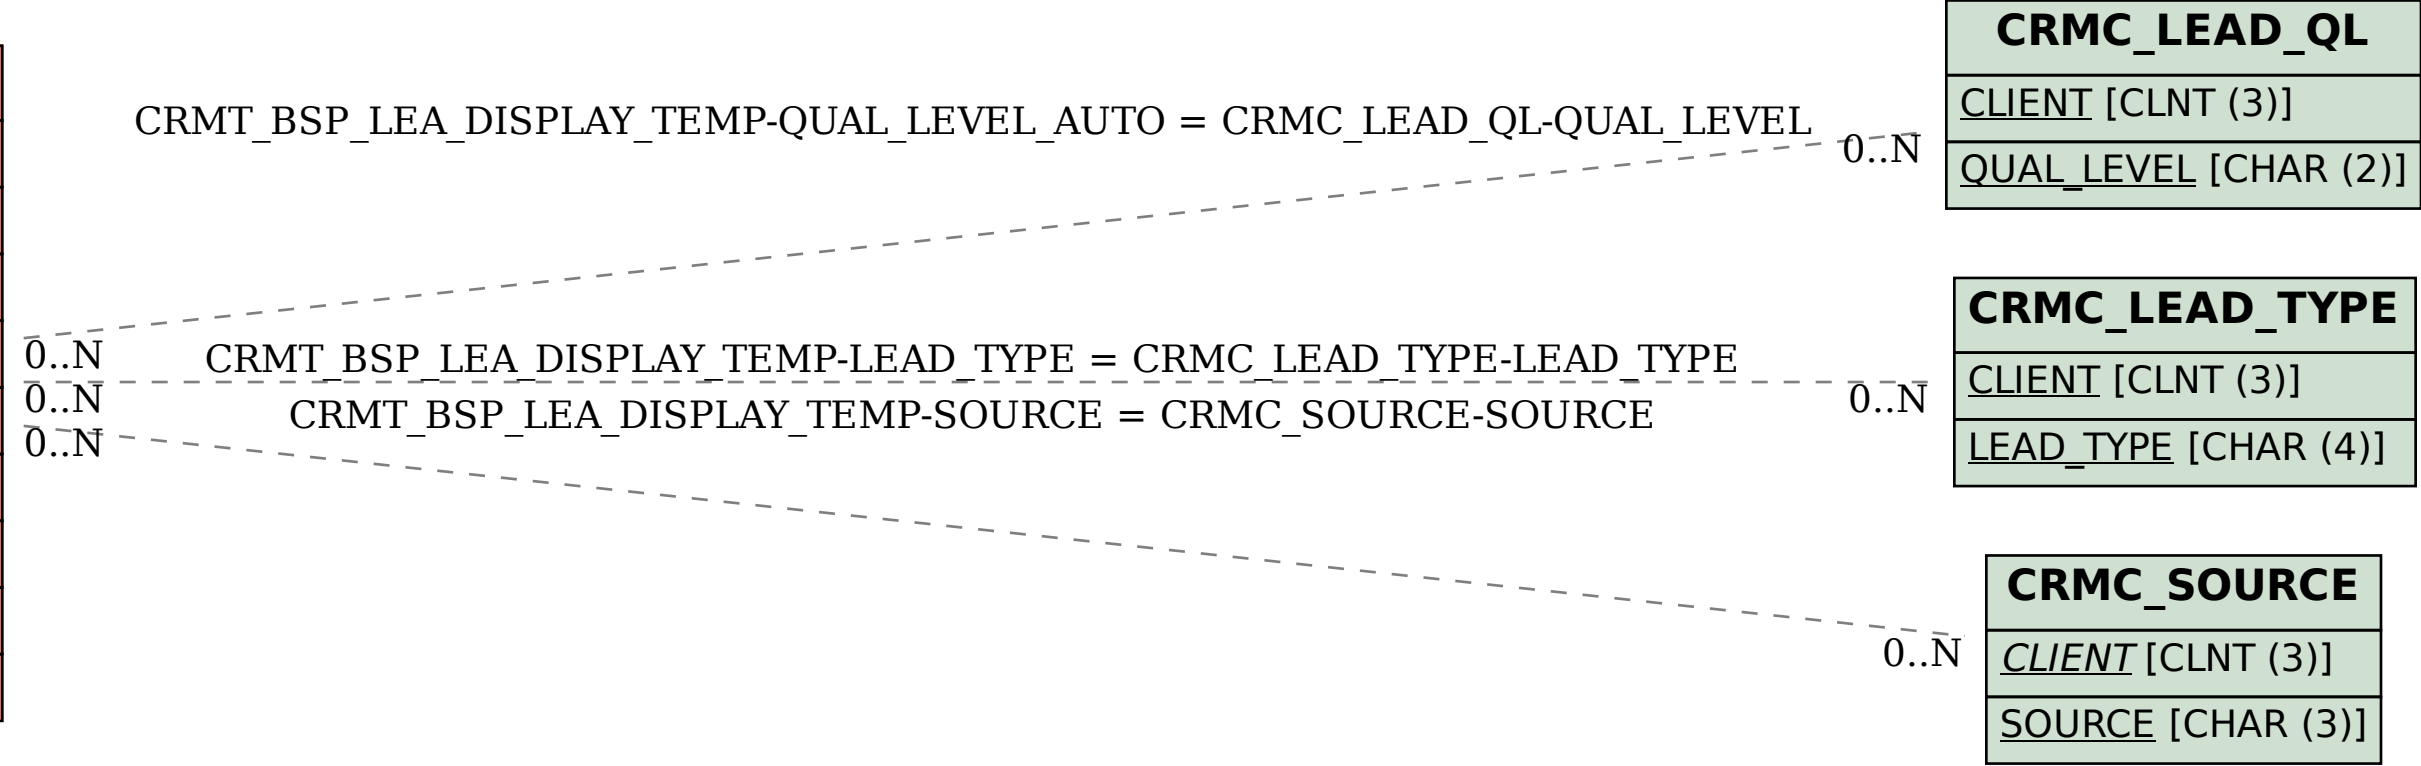 CRMC_LEAD_QL
CLIENT [CLNT (3)]
QUAL_LEVEL [CHAR (2)]
CRMT_BSP_LEA_DISPLAY_TEMP-QUAL_LEVEL_AUTO = CRMC_LEAD_QL-QUAL_LEVEL
0..N
0..N
CRMT_BSP_LEA_DISPLAY_TEMP-LEAD_TYPE = CRMC_LEAD_TYPE-LEAD_TYPE
0..N
0..N
CRMC_LEAD_TYPE
CLIENT [CLNT (3)]
LEAD_TYPE [CHAR (4)]
CRMT_BSP_LEA_DISPLAY_TEMP-SOURCE = CRMC_SOURCE-SOURCE
0..N
0..N
CRMC_SOURCE
CLIENT [CLNT (3)]
SOURCE [CHAR (3)]